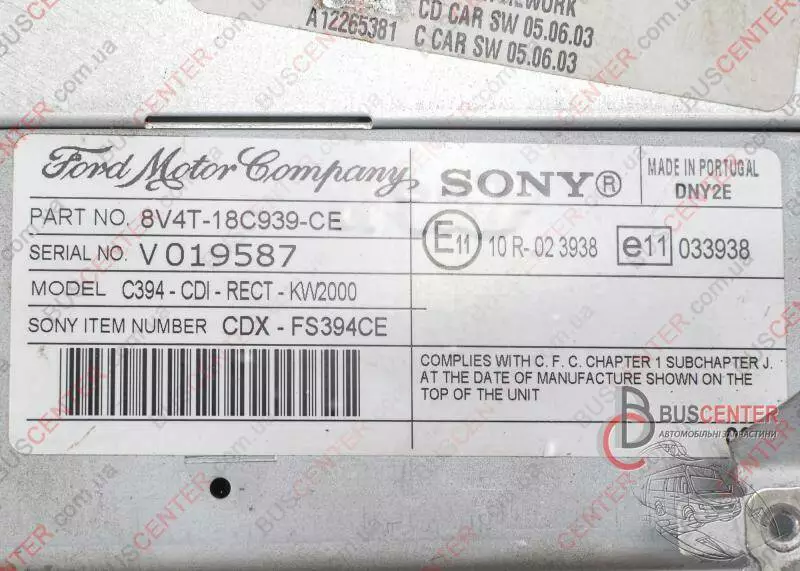 CD CAR SW 05.06.03
A12265381 C CAR SW 05.06.03
Ford Motor Company
SONY®
MADE IN PORTUGAL
DNY2E
PART NO. 8V4T-18C939-CE
SERIAL NO. V019587
E11 10 R-02 3938
e11 033938
MODEL C394-CDI-RECT-KW2000
SONY ITEM NUMBER CDX-FS394CE
COMPLIES WITH C. F. C. CHAPTER 1 SUBCHAPTER J.
AT THE DATE OF MANUFACTURE SHOWN ON THE
TOP OF THE UNIT
BUSCENTER
АВТОМОБІЛЬНІ ЗАПЧАСТИНИ
BUSCENTER.com.ua